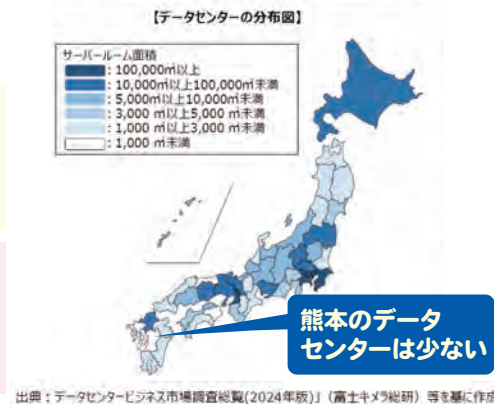 【データセンターの分布図】
サーバールーム面積
：100,000㎡以上
：10,000㎡以上100,000㎡未満
：5,000㎡以上10,000㎡未満
：3,000 ㎡以上5,000 ㎡未満
：1,000 ㎡以上3,000 ㎡未満
：1,000 ㎡未満
熊本のデータ
センターは少ない
出典：データセンタービジネス市場調査総覧(2024年版)」（富士キメラ総研）等を基に作成